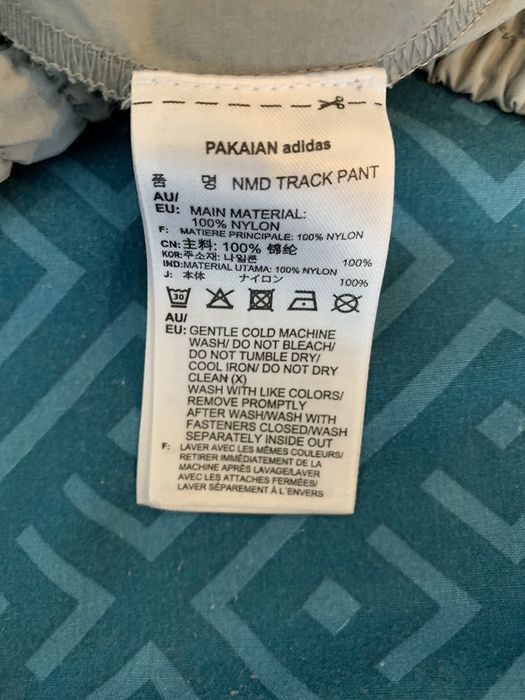 PAKAIAN adidas
품 명 NMD TRACK PANT
AU/
EU: MAIN MATERIAL:
100% NYLON
F: MATIERE PRINCIPALE: 100% NYLON
CN:主料: 100% 锦纶
KOR:주소재: 나일론 100%
IND:MATERIAL UTAMA: 100% NYLON
J: 本体 ナイロン 100%
30
AU/
EU: GENTLE COLD MACHINE
WASH/ DO NOT BLEACH/
DO NOT TUMBLE DRY/
COOL IRON/ DO NOT DRY
CLEAN (X)
WASH WITH LIKE COLORS/
REMOVE PROMPTLY
AFTER WASH/WASH WITH
FASTENERS CLOSED/WASH
SEPARATELY INSIDE OUT
F: LAVER AVEC LES MÊMES COULEURS/
RETIRER IMMÉDIATEMENT DE LA
MACHINE APRÈS LAVAGE/LAVER
AVEC LES ATTACHES FERMÉES/
LAVER SÉPAREMENT À L'ENVERS